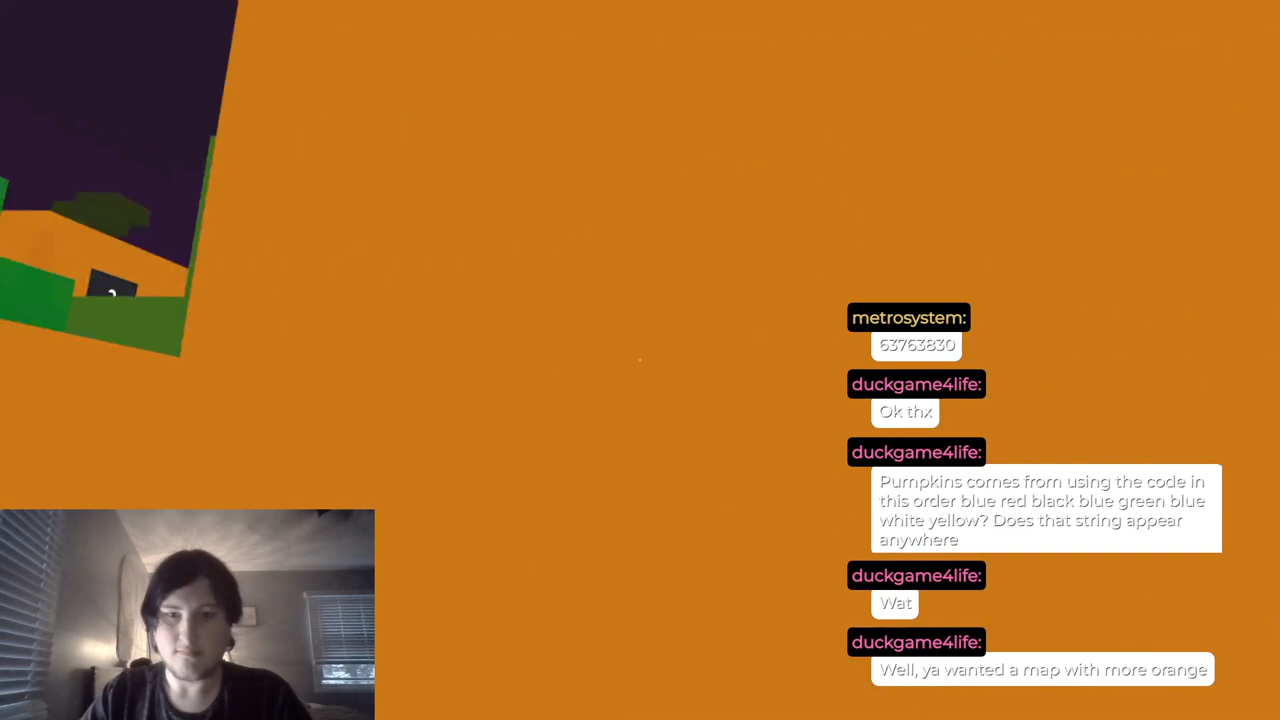 metrosystem:
63763830
duckgame4life:
Ok thx
duckgame4life:
Pumpkins comes from using the code in
this order blue red black blue green blue
white yellow? Does that string appear
anywhere
duckgame4life:
Wat
duckgame4life:
Well, ya wanted a map with more orange